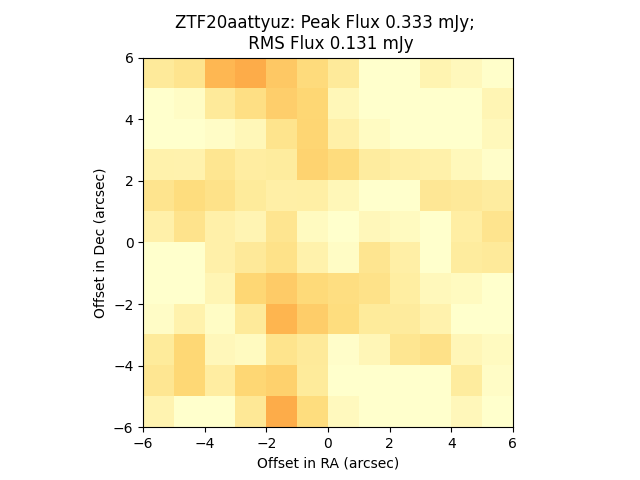 ZTF20aattyuz: Peak Flux 0.333 mJy;
RMS Flux 0.131 mJy
6
4
2
0
−2
−4
−6
Offset in Dec (arcsec)
−6 −4 −2 0 2 4 6
Offset in RA (arcsec)